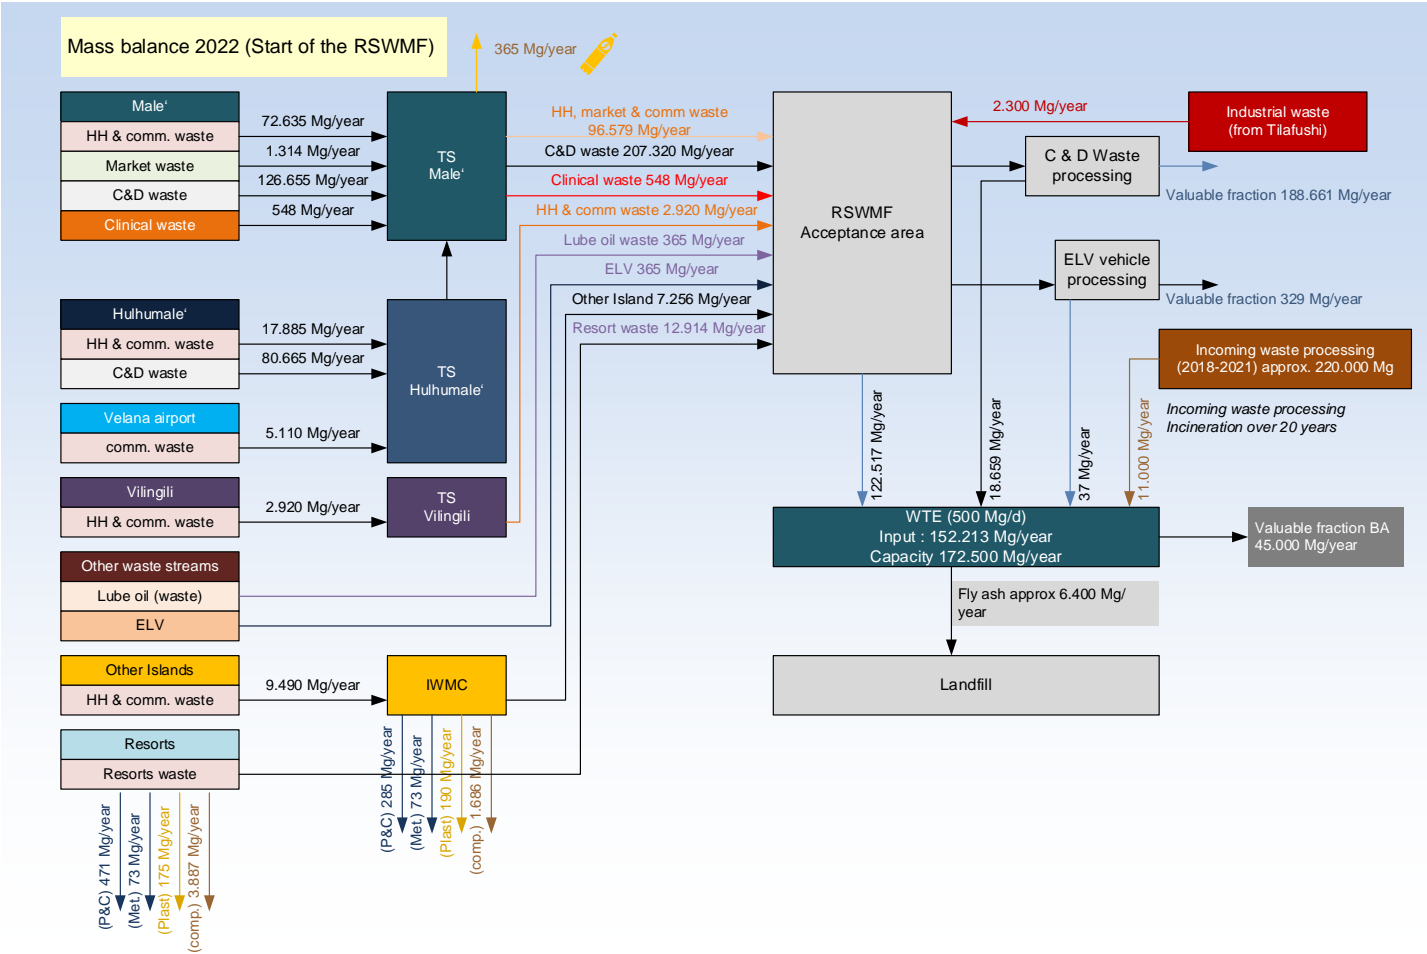 Mass balance 2022 (Start of the RSWMF)
365 Mg/year
Male‘
HH & comm. waste
Market waste
C&D waste
Clinical waste
72.635 Mg/year
1.314 Mg/year
126.655 Mg/year
548 Mg/year
TS
Male‘
Hulhumale‘
HH & comm. waste
C&D waste
17.885 Mg/year
80.665 Mg/year
TS
Hulhumale‘
Velana airport
comm. waste
5.110 Mg/year
Vilingili
HH & comm. waste
2.920 Mg/year
TS
Vilingili
Other waste streams
Lube oil (waste)
ELV
Other Islands
HH & comm. waste
9.490 Mg/year
IWMC
(P&C) 285 Mg/year
(Met.) 73 Mg/year
(Plast) 190 Mg/year
(comp.) 1.686 Mg/year
Resorts
Resorts waste
(P&C) 471 Mg/year
(Met.) 73 Mg/year
(Plast) 175 Mg/year
(comp.) 3.887 Mg/year
HH, market & comm waste
96.579 Mg/year
C&D waste 207.320 Mg/year
Clinical waste 548 Mg/year
HH & comm waste 2.920 Mg/year
Lube oil waste 365 Mg/year
ELV 365 Mg/year
Other Island 7.256 Mg/year
Resort waste 12.914 Mg/year
RSWMF
Acceptance area
2.300 Mg/year
Industrial waste
(from Tilafushi)
C & D Waste
processing
Valuable fraction 188.661 Mg/year
ELV vehicle
processing
Valuable fraction 329 Mg/year
Incoming waste processing
(2018-2021) approx. 220.000 Mg
Incoming waste processing
Incineration over 20 years
122.517 Mg/year
18.659 Mg/year
37 Mg/year
11.000 Mg/year
WTE (500 Mg/d)
Input : 152.213 Mg/year
Capacity 172.500 Mg/year
Valuable fraction BA
45.000 Mg/year
Fly ash approx 6.400 Mg/
year
Landfill